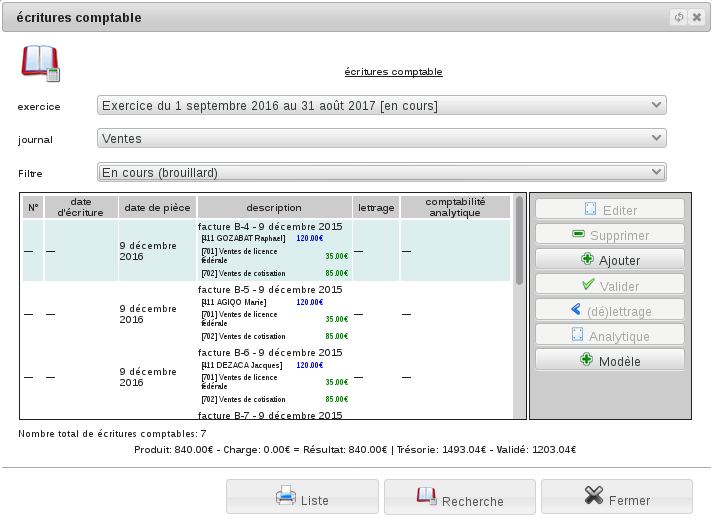 écritures comptable
écritures comptable
exercice Exercice du 1 septembre 2016 au 31 août 2017 [en cours]
journal Ventes
Filtre En cours (brouillard)
N° date d'écriture date de pièce description lettrage comptabilité analytique
— — 9 décembre 2016 facture B-4 - 9 décembre 2015 — —
[411 GOZABAT Raphael] 120.00€
[701] Ventes de licence fédérale 35.00€
[702] Ventes de cotisation 85.00€
— — 9 décembre 2016 facture B-5 - 9 décembre 2015 — —
[411 AGIQO Marie] 120.00€
[701] Ventes de licence fédérale 35.00€
[702] Ventes de cotisation 85.00€
— — 9 décembre 2016 facture B-6 - 9 décembre 2015 — —
[411 DEZACA Jacques] 120.00€
[701] Ventes de licence fédérale 35.00€
[702] Ventes de cotisation 85.00€
facture B-7 - 9 décembre 2015
Editer
Supprimer
Ajouter
Valider
(dé)lettrage
Analytique
Modèle
Nombre total de écritures comptables: 7
Produit: 840.00€ - Charge: 0.00€ = Résultat: 840.00€ | Trésorie: 1493.04€ - Validé: 1203.04€
Liste Recherche Fermer